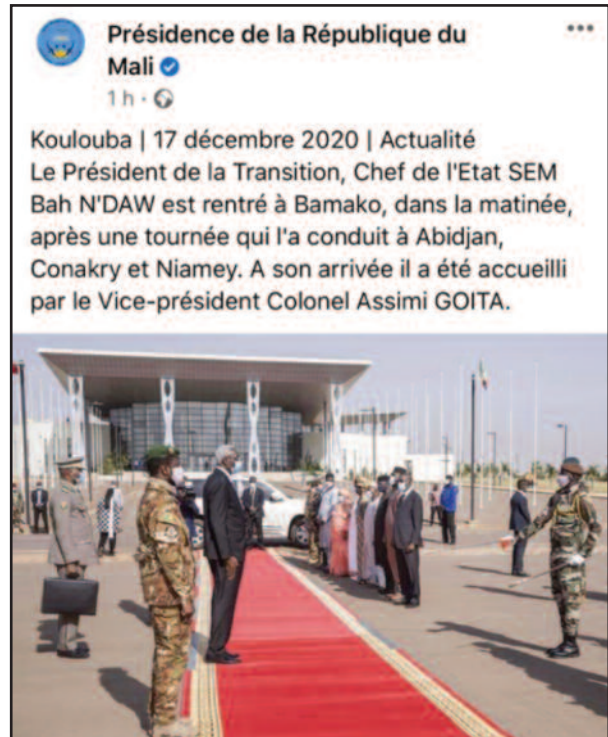 Présidence de la République du
Mali
1 h ·
Koulouba | 17 décembre 2020 | Actualité
Le Président de la Transition, Chef de l'Etat SEM
Bah N'DAW est rentré à Bamako, dans la matinée,
après une tournée qui l'a conduit à Abidjan,
Conakry et Niamey. A son arrivée il a été accueilli
par le Vice-président Colonel Assimi GOITA.